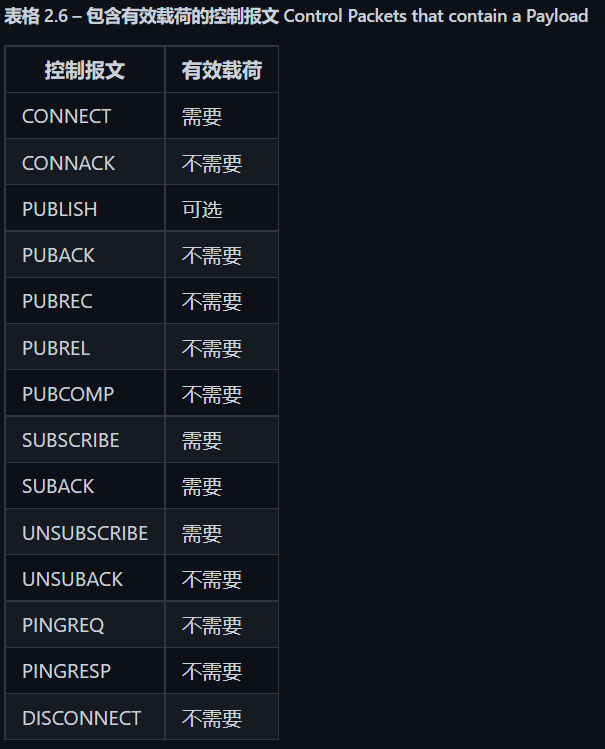 表格 2.6 – 包含有效载荷的控制报文 Control Packets that contain a Payload
控制报文 有效载荷
CONNECT 需要
CONNACK 不需要
PUBLISH 可选
PUBACK 不需要
PUBREC 不需要
PUBREL 不需要
PUBCOMP 不需要
SUBSCRIBE 需要
SUBACK 需要
UNSUBSCRIBE 需要
UNSUBACK 不需要
PINGREQ 不需要
PINGRESP 不需要
DISCONNECT 不需要